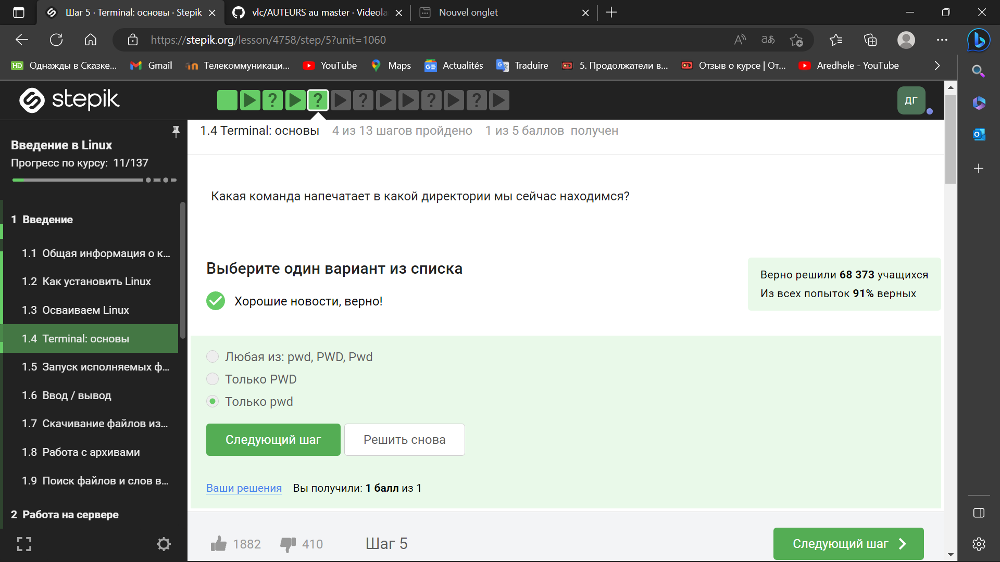 Шаг 5 · Terminal: основы · Stepik
vlc/AUTEURS au master · Videola
Nouvel onglet
https://stepik.org/lesson/4758/step/5?unit=1060
Однажды в Сказке...
Gmail
Телекоммуникаци...
YouTube
Maps
Actualités
Traduire
5. Продолжатели в...
Отзыв о курсе | От...
Aredhele - YouTube
stepik
ДГ
Введение в Linux
Прогресс по курсу: 11/137
1 Введение
1.1 Общая информация о к...
1.2 Как установить Linux
1.3 Осваиваем Linux
1.4 Terminal: основы
1.5 Запуск исполняемых ф...
1.6 Ввод / вывод
1.7 Скачивание файлов из...
1.8 Работа с архивами
1.9 Поиск файлов и слов в...
2 Работа на сервере
1.4 Terminal: основы 4 из 13 шагов пройдено 1 из 5 баллов получен
Какая команда напечатает в какой директории мы сейчас находимся?
Выберите один вариант из списка
Хорошие новости, верно!
Верно решили 68 373 учащихся
Из всех попыток 91% верных
Любая из: pwd, PWD, Pwd
Только PWD
Только pwd
Следующий шаг
Решить снова
Ваши решения Вы получили: 1 балл из 1
1882
410
Шаг 5
Следующий шаг